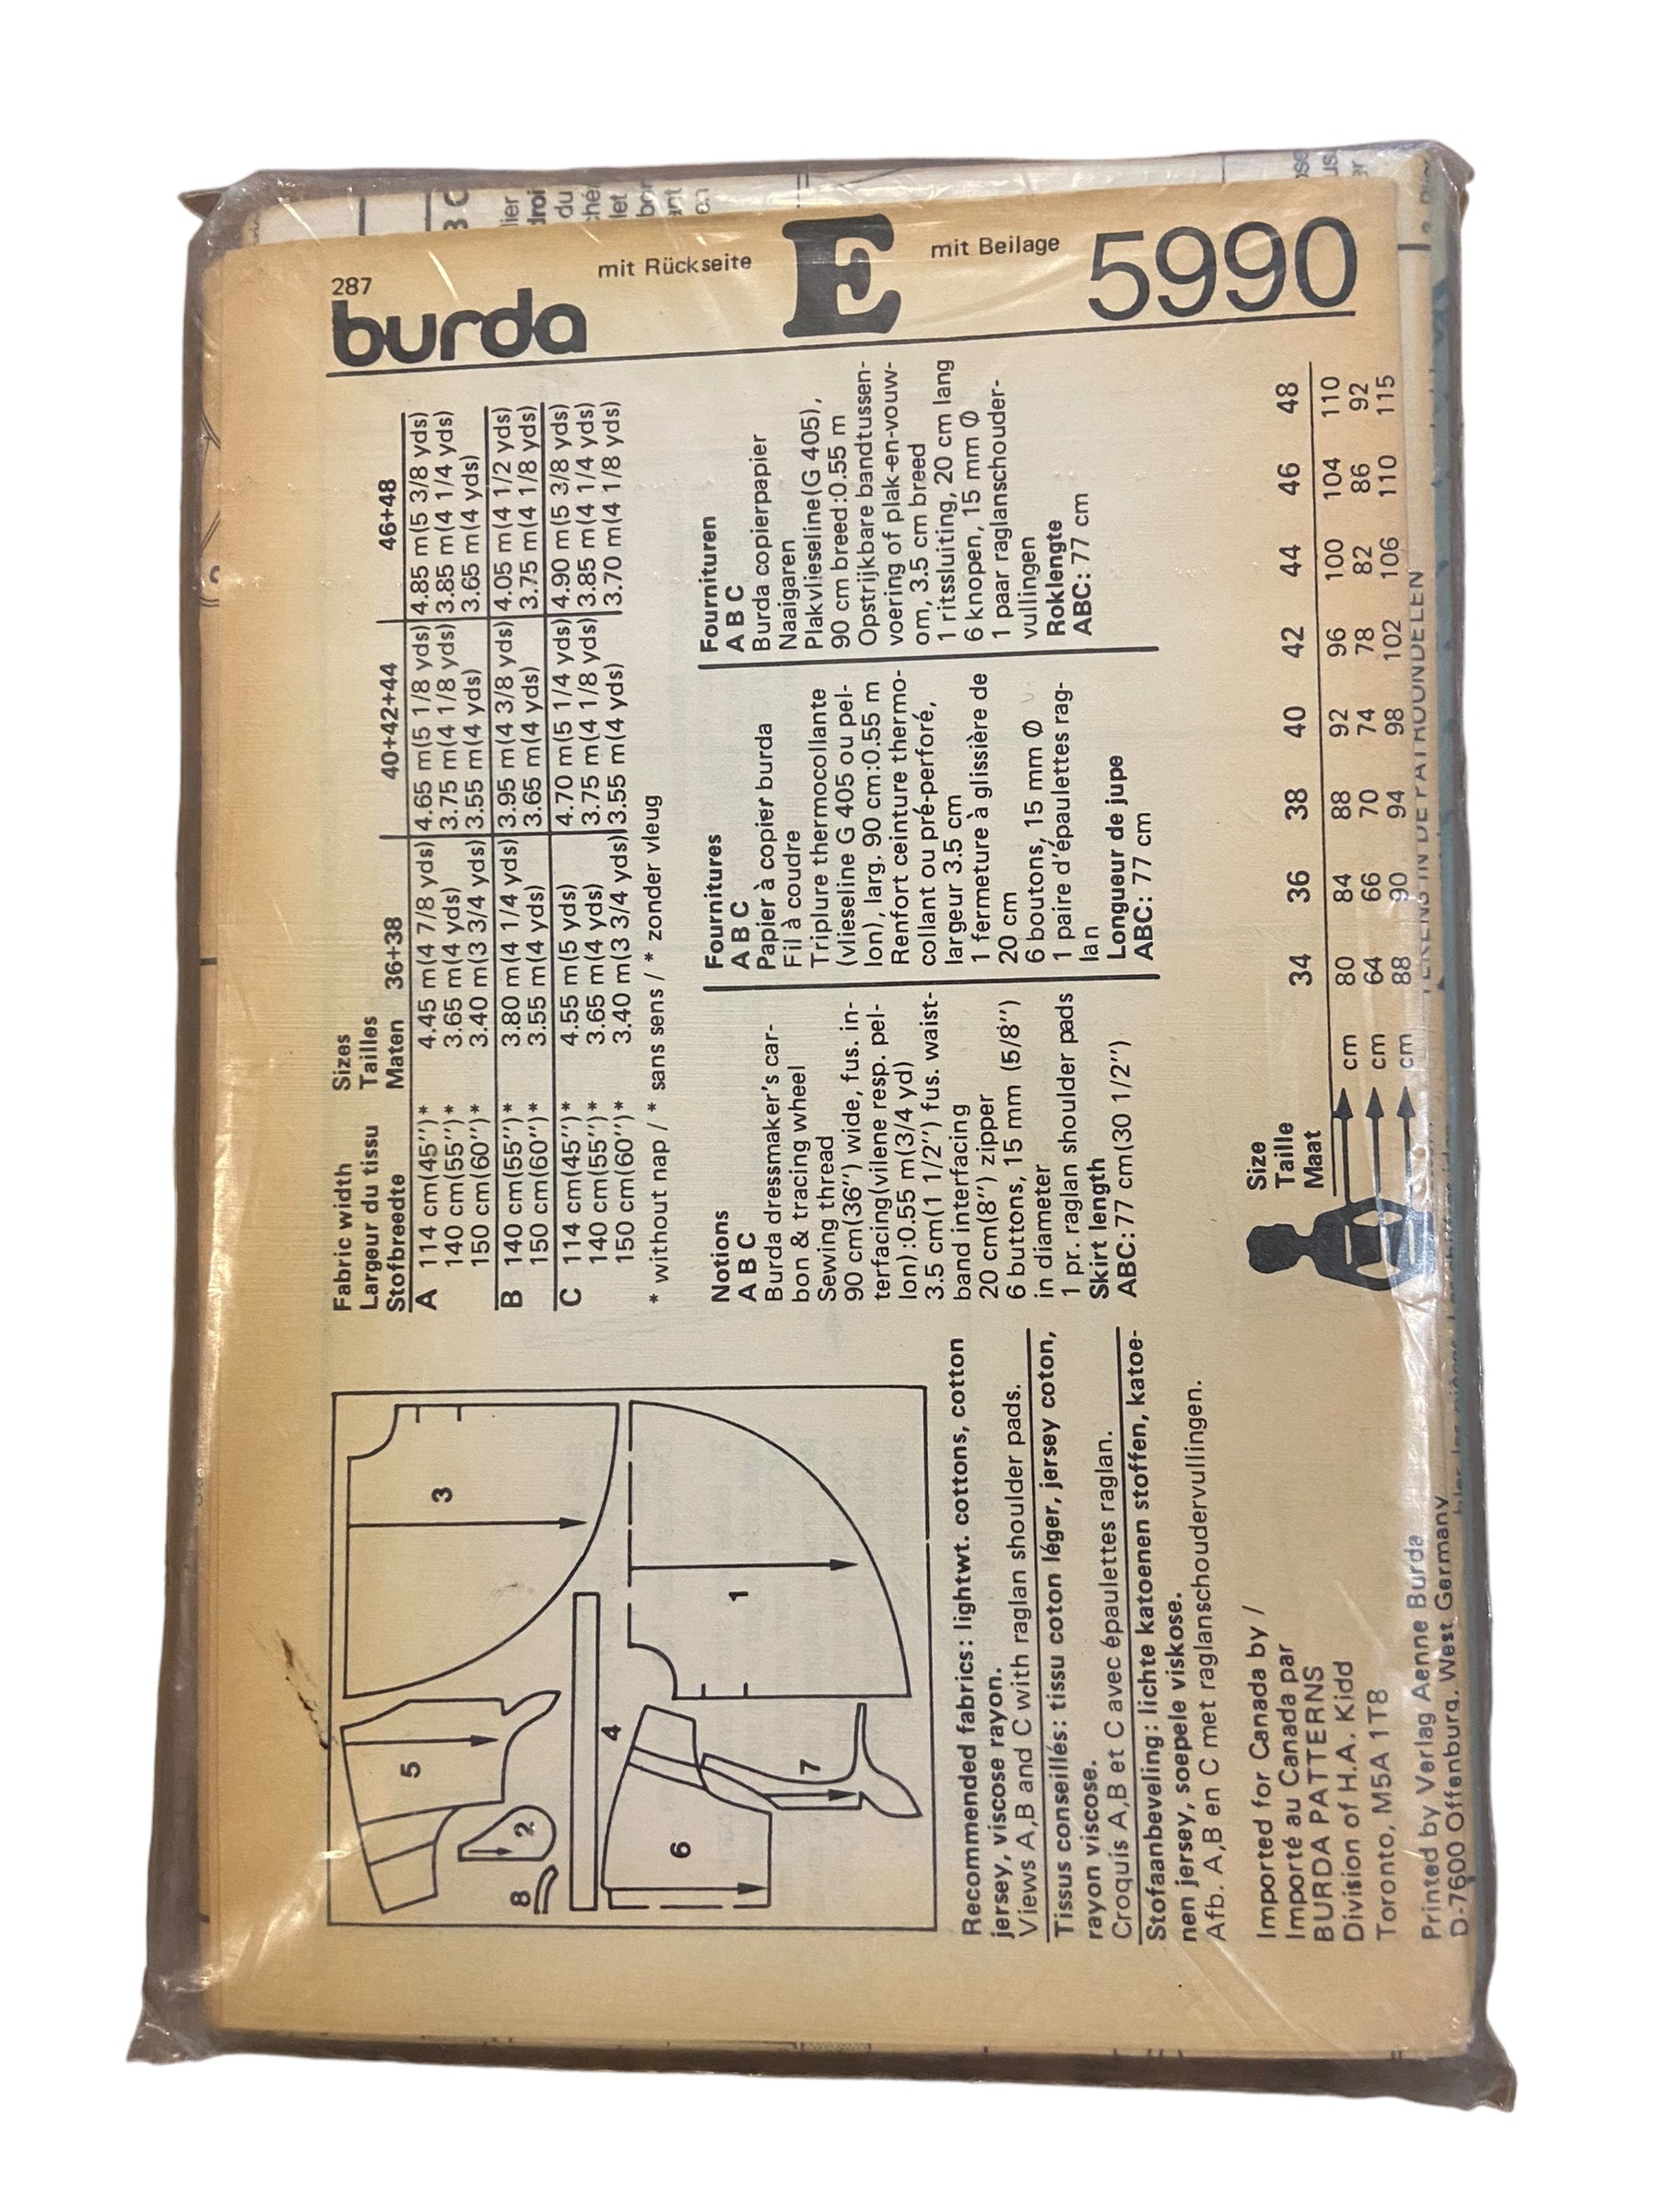 287
burda
mit Rückseite
E
mit Beilage
5990
Fabric width Sizes
Largeur du tissu Tailles
Stofbreedte Maten 36+38 40+42+44 46+48
A 114 cm(45")* 4.45 m(4 7/8 yds) 4.65 m(5 1/8 yds) 4.85 m(5 3/8 yds)
140 cm(55")* 3.65 m(4 yds) 3.75 m(4 1/8 yds) 3.85 m(4 1/4 yds)
150 cm(60")* 3.40 m(3 3/4 yds) 3.55 m(4 yds) 3.65 m(4 yds)
B 140 cm(55")* 3.80 m(4 1/4 yds) 3.95 m(4 3/8 yds) 4.05 m(4 1/2 yds)
150 cm(60")* 3.55 m(4 yds) 3.65 m(4 yds) 3.75 m(4 1/8 yds)
C 114 cm(45")* 4.55 m(5 yds) 4.70 m(5 1/4 yds) 4.90 m(5 3/8 yds)
140 cm(55")* 3.65 m(4 yds) 3.75 m(4 1/8 yds) 3.85 m(4 1/4 yds)
150 cm(60")* 3.40 m(3 3/4 yds) 3.55 m(4 yds) 3.70 m(4 1/8 yds)
* without nap / * sans sens / * zonder vleug
Notions
A B C
Burda dressmaker's car-
bon & tracing wheel
Sewing thread
90 cm(36") wide, fus. in-
terfacing(vilene resp. pel-
lon):0.55 m(3/4 yd)
3.5 cm(1 1/2") fus. waist-
band interfacing
20 cm(8") zipper
6 buttons, 15 mm (5/8")
in diameter
1 pr. raglan shoulder pads
Skirt length
ABC: 77 cm(30 1/2")
Fournitures
A B C
Papier à copier burda
Fil à coudre
Triplure thermocollante
(vlieseline G 405 ou pel-
lon), larg. 90 cm:0.55 m
Renfort ceinture thermo-
collant ou pré-perforé,
largeur 3.5 cm
1 fermeture à glissière de
20 cm
6 boutons, 15 mm Ø
1 paire d'épaulettes rag-
lan
Longueur de jupe
ABC: 77 cm
Fournituren
A B C
Burda copierpapier
Naaigaren
Plakvlieseline(G 405),
90 cm breed:0.55 m
Opstrijkbare bandtussen-
voering of plak-en-vouw-
om, 3.5 cm breed
1 ritssluiting, 20 cm lang
6 knopen, 15 mm Ø
1 paar raglanschouder-
vullingen
Roklengte
ABC: 77 cm
5
3
8
2
4
6
7
1
Recommended fabrics: lightwt. cottons, cotton
jersey, viscose rayon.
Views A,B and C with raglan shoulder pads.
Tissus conseillés: tissu coton léger, jersey coton,
rayon viscose.
Croquis A,B et C avec épaulettes raglan.
Stofaanbeveling: lichte katoenen stoffen, katoe-
nen jersey, soepele viskose.
Afb. A,B en C met raglanschoudervullingen.
Imported for Canada by /
Importé au Canada par
BURDA PATTERNS
Division of H.A. Kidd
Toronto, M5A 1T8
Printed by Verlag Aenne Burda
D-7600 Offenburg, West Germany
Size
Taille
Maat 34 36 38 40 42 44 46 48
cm 80 84 88 92 96 100 104 110
cm 64 66 70 74 78 82 86 92
cm 88 90 94 98 102 106 110 115